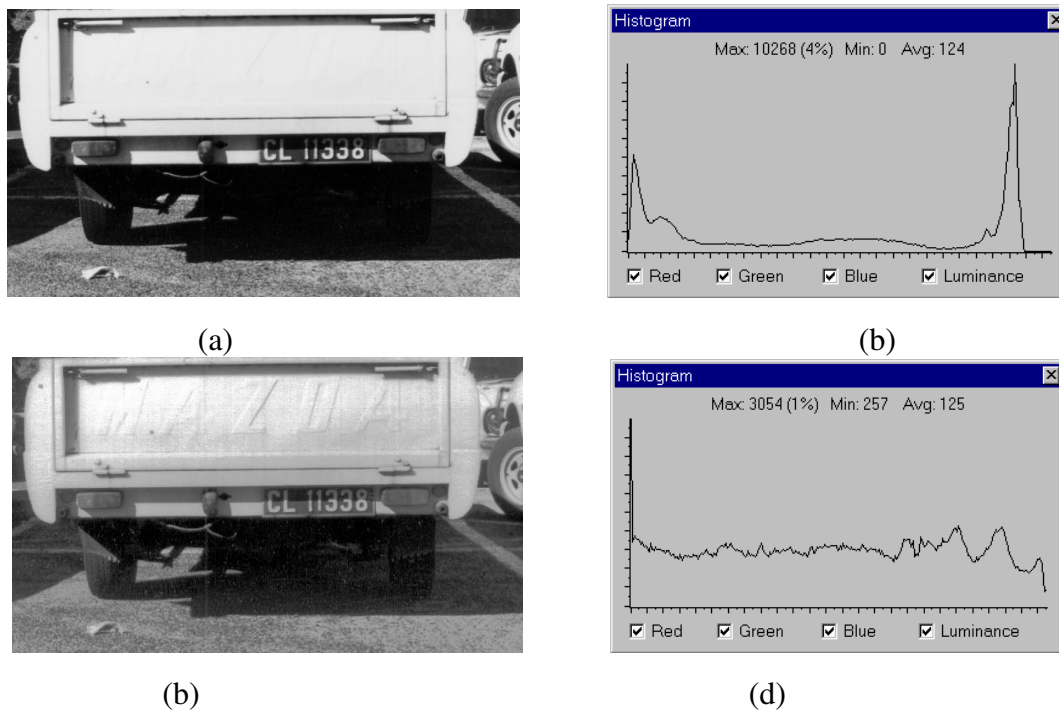 Histogram
Max: 10268 (4%) Min: 0 Avg: 124
CL 11338
Red Green Blue Luminance
(a) (b)
Histogram
Max: 3054 (1%) Min: 257 Avg: 125
MAZDA
CL 11338
Red Green Blue Luminance
(b) (d)